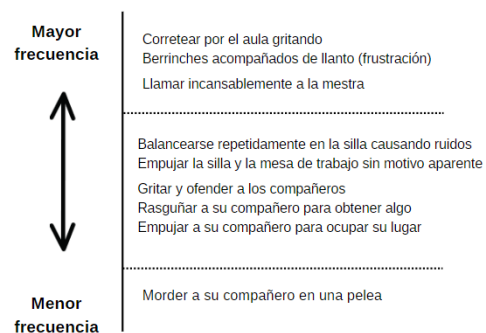 Mayor
frecuencia
Corretear por el aula gritando
Berrinches acompañados de llanto (frustración)
Llamar incansablemente a la mestra
Balancearse repetidamente en la silla causando ruidos
Empujar la silla y la mesa de trabajo sin motivo aparente
Gritar y ofender a los compañeros
Rasguñar a su compañero para obtener algo
Empujar a su compañero para ocupar su lugar
Menor
frecuencia
Morder a su compañero en una pelea